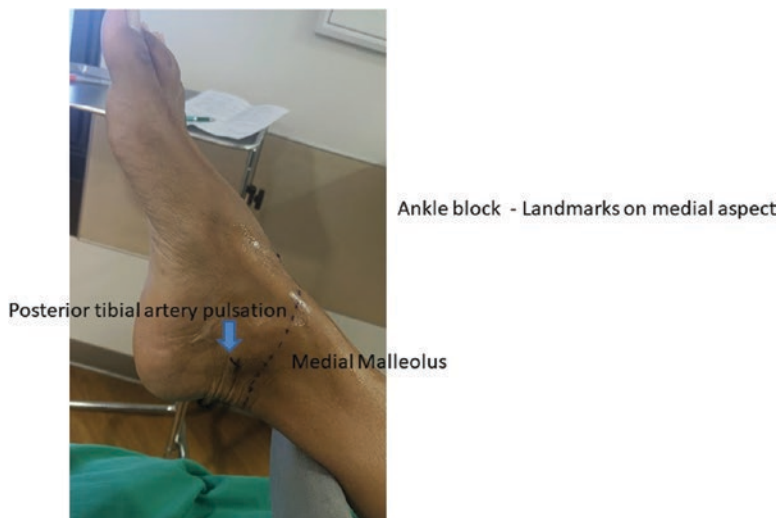 Ankle block - Landmarks on medial aspect
Posterior tibial artery pulsation
Medial Malleolus